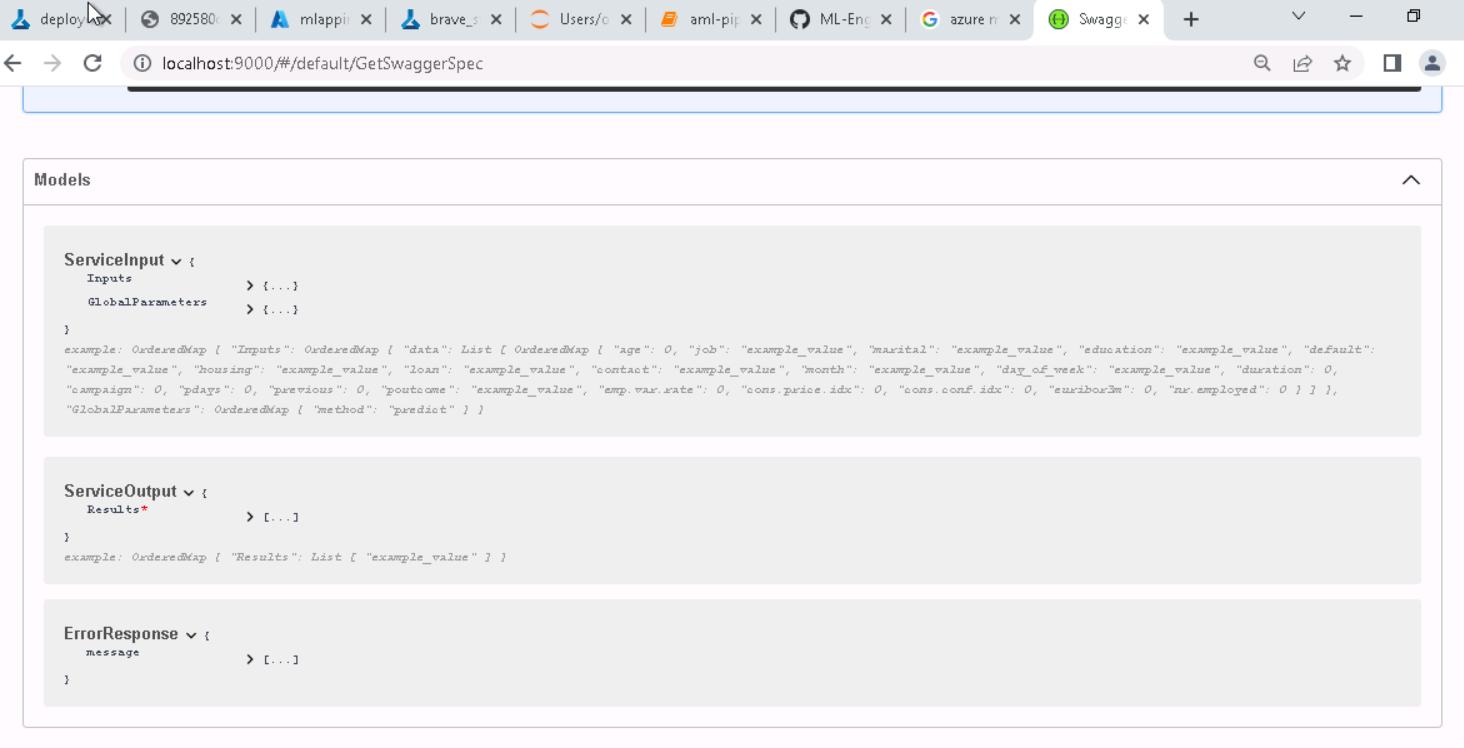 deploy
892580
mlappin
brave_s
Users/o
aml-pip
ML-Eng
azure m
Swagge
localhost:9000/#/default/GetSwaggerSpec
Models
ServiceInput {
Inputs
{...}
GlobalParameters
{...}
}
example: OrderedMap { "Inputs": OrderedMap { "data": List [ OrderedMap { "age": 0, "job": "example_value", "marital": "example_value", "education": "example_value", "default":
"example_value", "housing": "example_value", "loan": "example_value", "contact": "example_value", "month": "example_value", "day_of_week": "example_value", "duration": 0,
"campaign": 0, "pdays": 0, "previous": 0, "poutcome": "example_value", "emp.var.rate": 0, "cons.price.idx": 0, "cons.conf.idx": 0, "euribor3m": 0, "nr.employed": 0 } ] },
"GlobalParameters": OrderedMap { "method": "predict" } }
ServiceOutput {
Results*
[...]
}
example: OrderedMap { "Results": List [ "example_value" ] }
ErrorResponse {
message
[...]
}